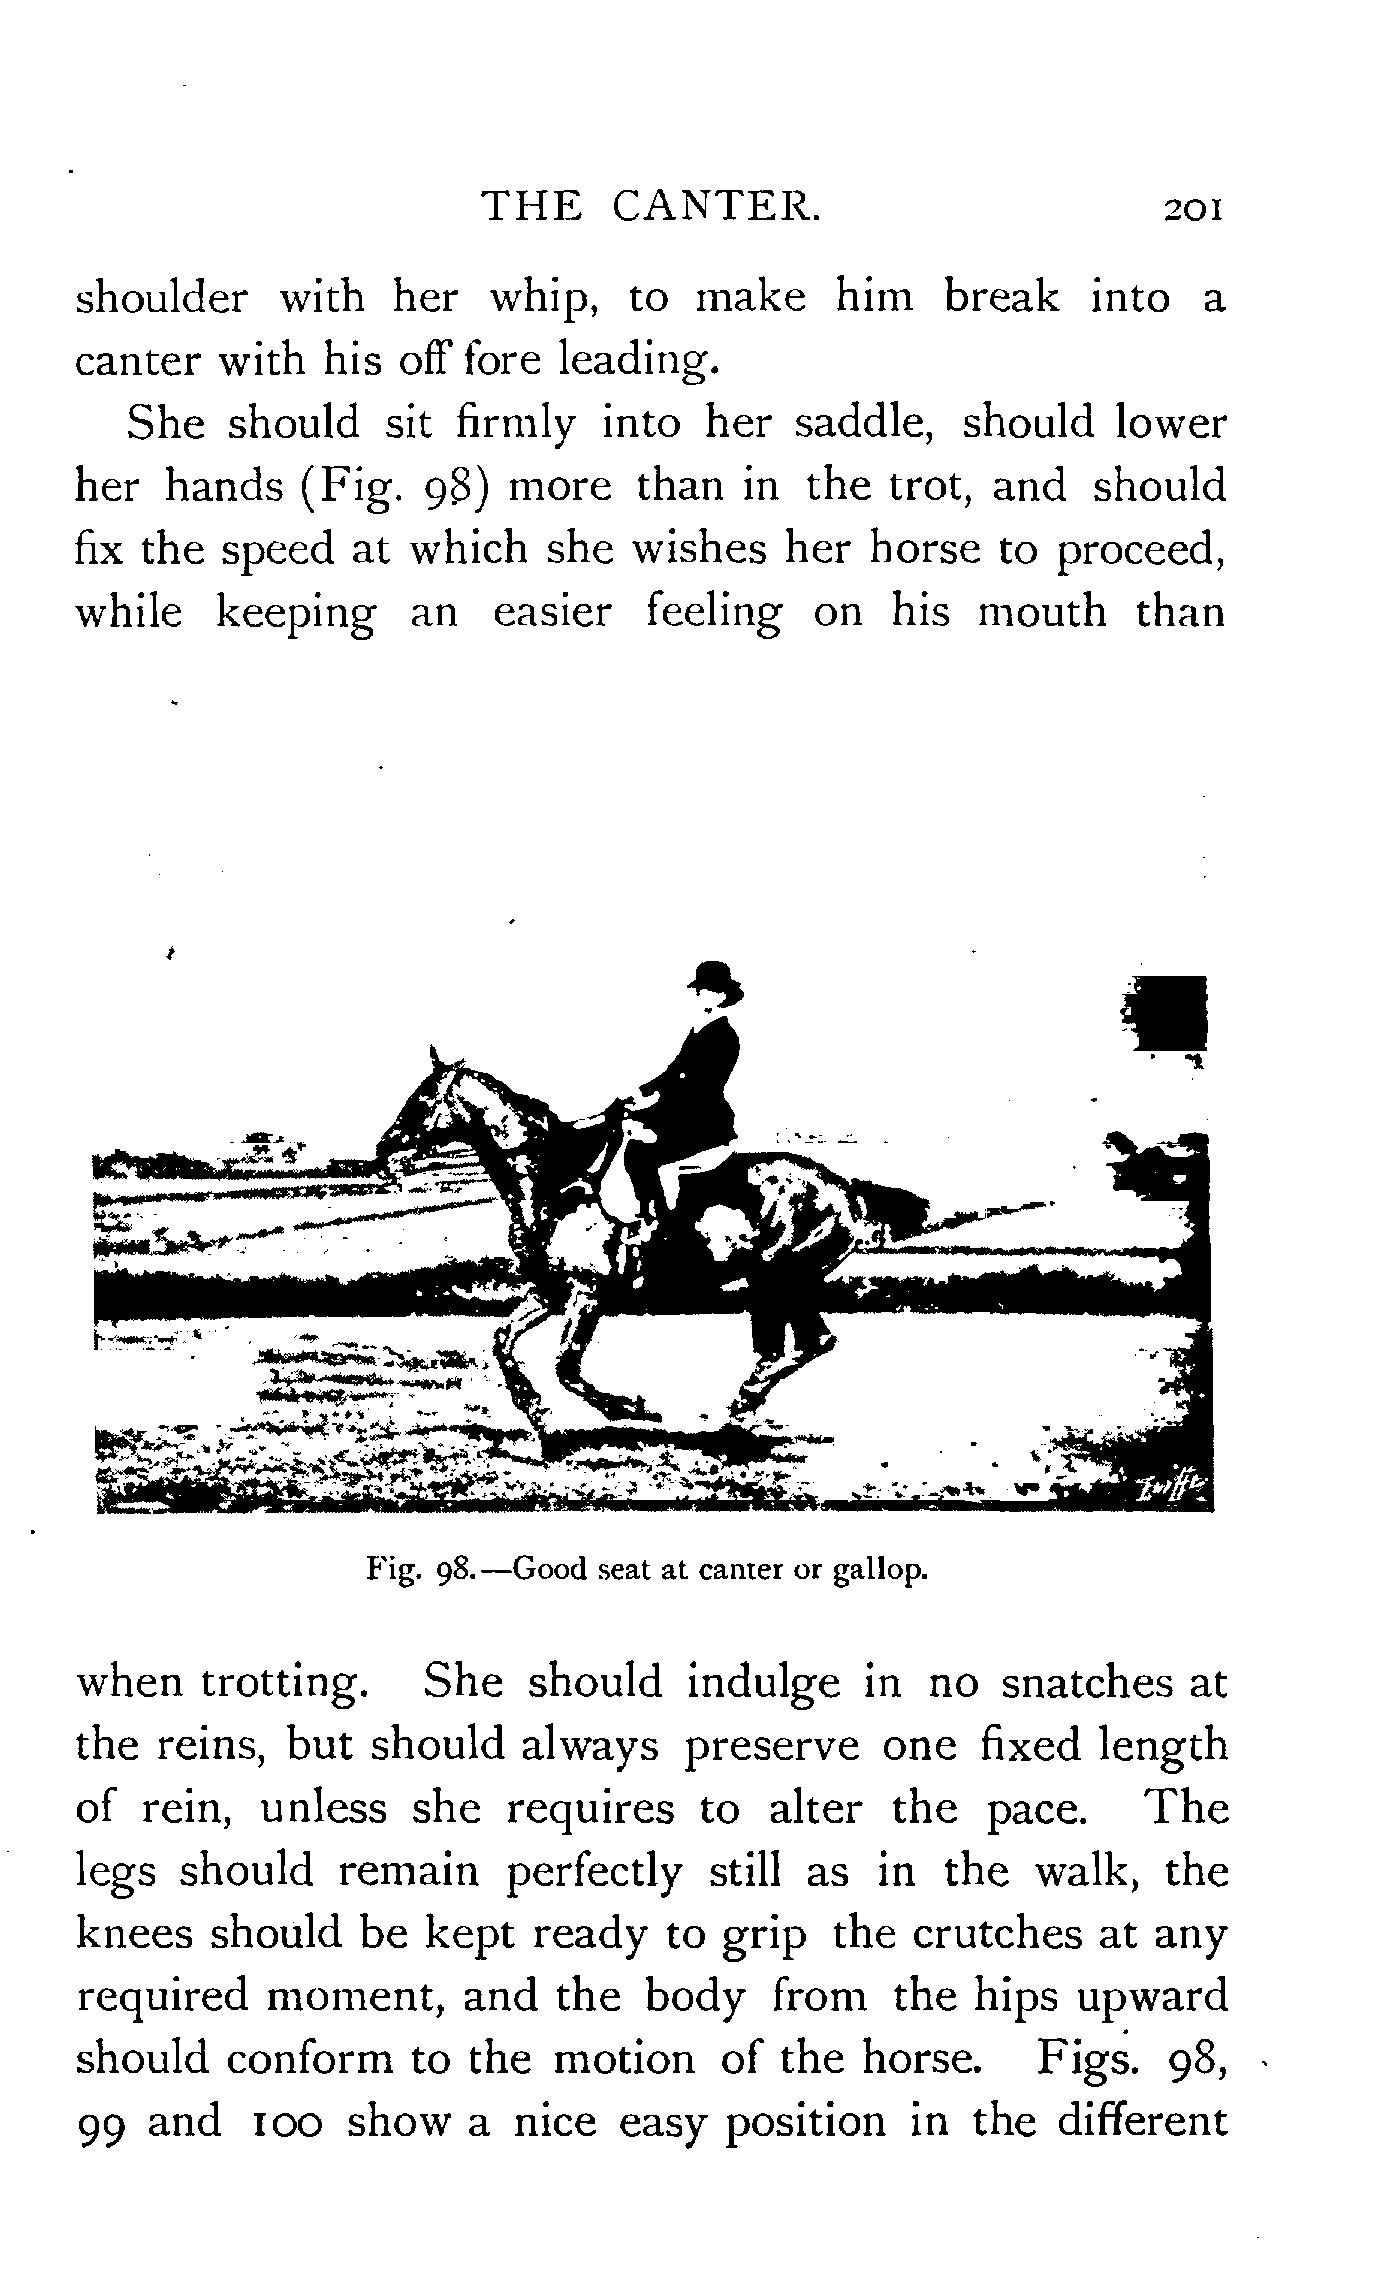 THE CANTER. 201
shoulder with her whip, to make him break into a
canter with his off fore leading.
She should sit firmly into her saddle, should lower
her hands (Fig. 98) more than in the trot, and should
fix the speed at which she wishes her horse to proceed,
while keeping an easier feeling on his mouth than
Fig. 98.—Good seat at canter or gallop.
when trotting. She should indulge in no snatches at
the reins, but should always preserve one fixed length
of rein, unless she requires to alter the pace. The
legs should remain perfectly still as in the walk, the
knees should be kept ready to grip the crutches at any
required moment, and the body from the hips upward
should conform to the motion of the horse. Figs. 98,
99 and 100 show a nice easy position in the different